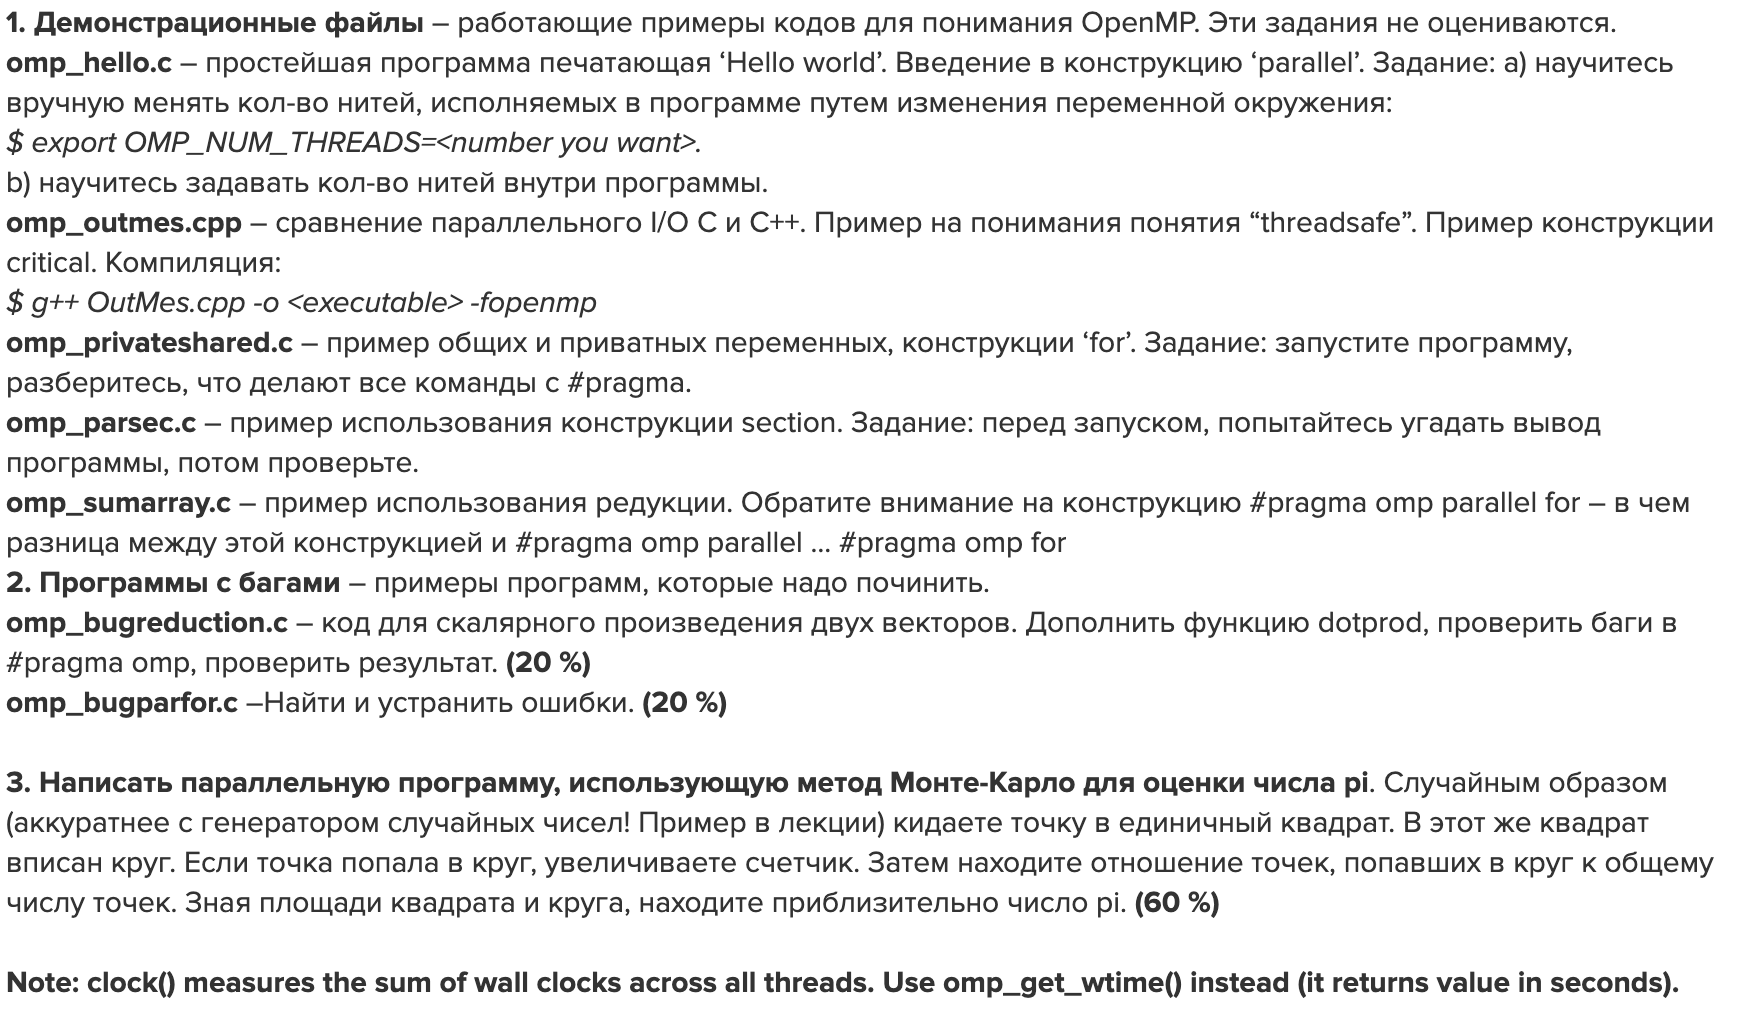 1. Демонстрационные файлы – работающие примеры кодов для понимания OpenMP. Эти задания не оцениваются.
omp_hello.c – простейшая программа печатающая ‘Hello world’. Введение в конструкцию ‘parallel’. Задание: a) научитесь
вручную менять кол-во нитей, исполняемых в программе путем изменения переменной окружения:
$ export OMP_NUM_THREADS=<number you want>.
b) научитесь задавать кол-во нитей внутри программы.
omp_outmes.cpp – сравнение параллельного I/O C и C++. Пример на понимания понятия “threadsafe”. Пример конструкции
critical. Компиляция:
$ g++ OutMes.cpp -o <executable> -fopenmp
omp_privateshared.c – пример общих и приватных переменных, конструкции ‘for’. Задание: запустите программу,
разберитесь, что делают все команды с #pragma.
omp_parsec.c – пример использования конструкции section. Задание: перед запуском, попытайтесь угадать вывод
программы, потом проверьте.
omp_sumarray.c – пример использования редукции. Обратите внимание на конструкцию #pragma omp parallel for – в чем
разница между этой конструкцией и #pragma omp parallel ... #pragma omp for
2. Программы с багами – примеры программ, которые надо починить.
omp_bugreduction.c – код для скалярного произведения двух векторов. Дополнить функцию dotprod, проверить баги в
#pragma omp, проверить результат. (20 %)
omp_bugparfor.c –Найти и устранить ошибки. (20 %)
3. Написать параллельную программу, использующую метод Монте-Карло для оценки числа pi. Случайным образом
(аккуратнее с генератором случайных чисел! Пример в лекции) кидаете точку в единичный квадрат. В этот же квадрат
вписан круг. Если точка попала в круг, увеличиваете счетчик. Затем находите отношение точек, попавших в круг к общему
числу точек. Зная площади квадрата и круга, находите приблизительно число pi. (60 %)
Note: clock() measures the sum of wall clocks across all threads. Use omp_get_wtime() instead (it returns value in seconds).